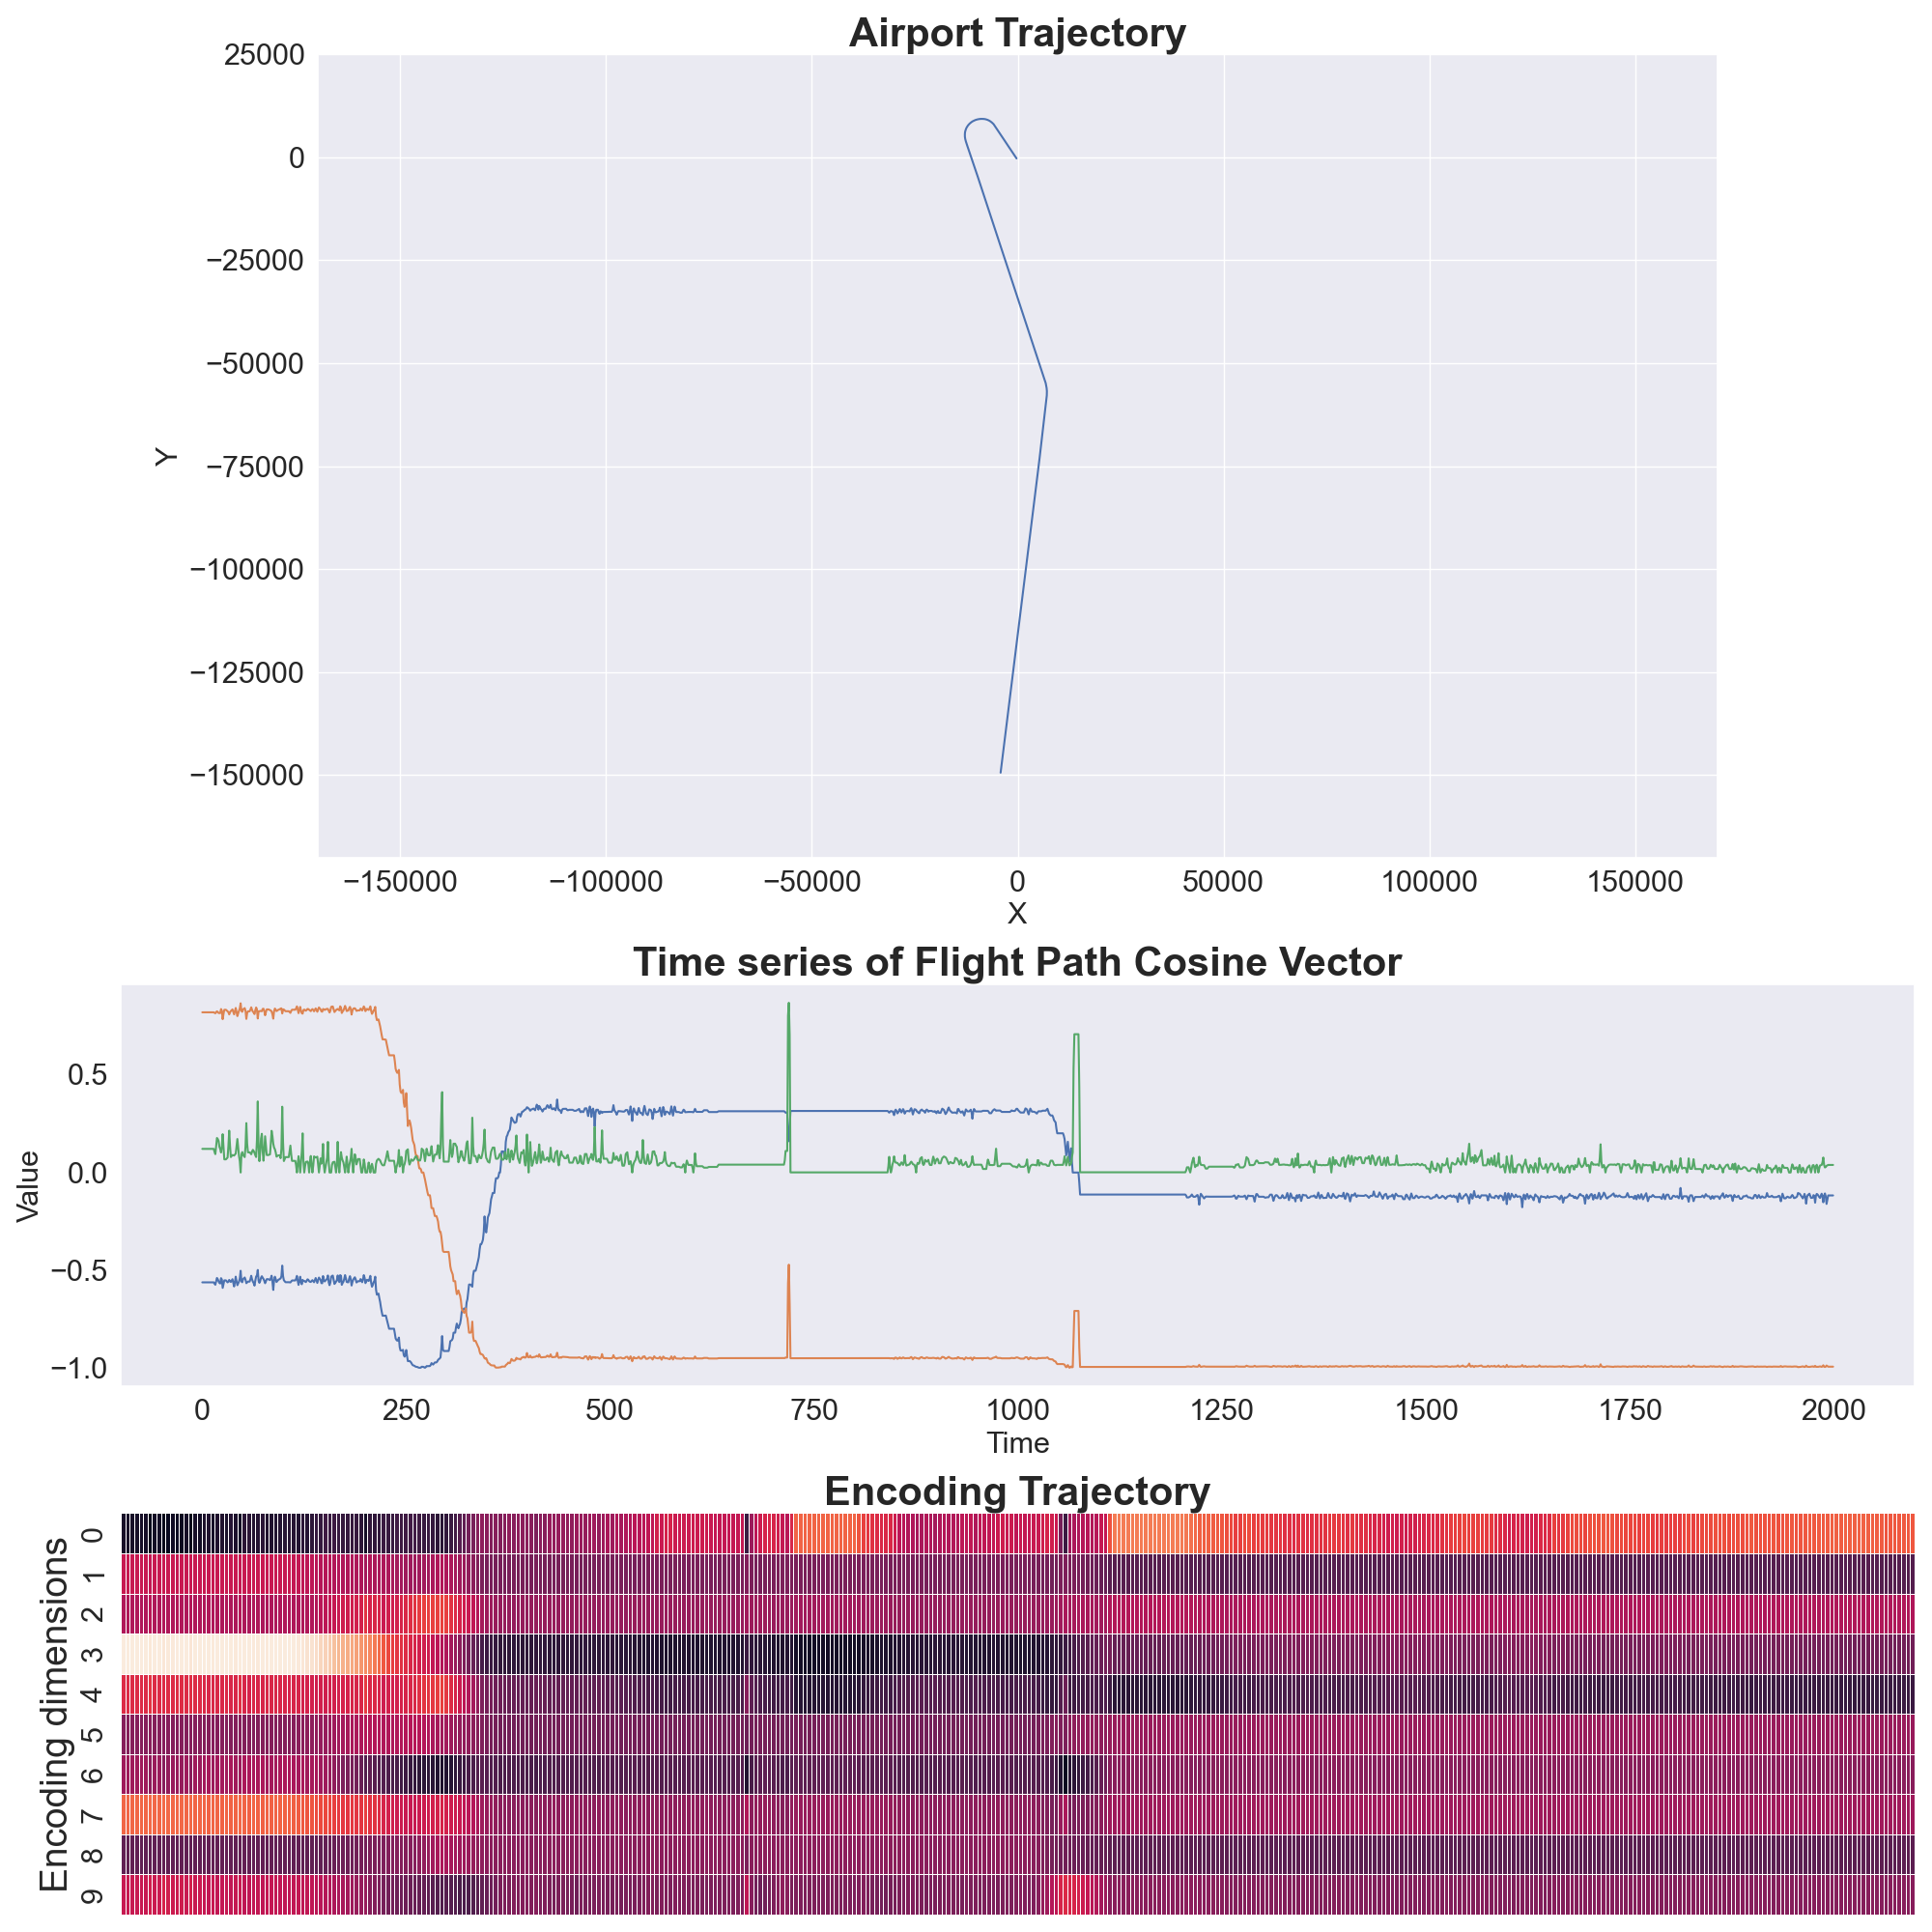 Airport Trajectory
25000
0
−25000
−50000
−75000
−100000
−125000
−150000
Y
−150000 −100000 −50000 0 50000 100000 150000
X
Time series of Flight Path Cosine Vector
0.5
0.0
−0.5
−1.0
Value
0 250 500 750 1000 1250 1500 1750 2000
Time
Encoding Trajectory
0
1
2
3
4
5
6
7
8
9
Encoding dimensions